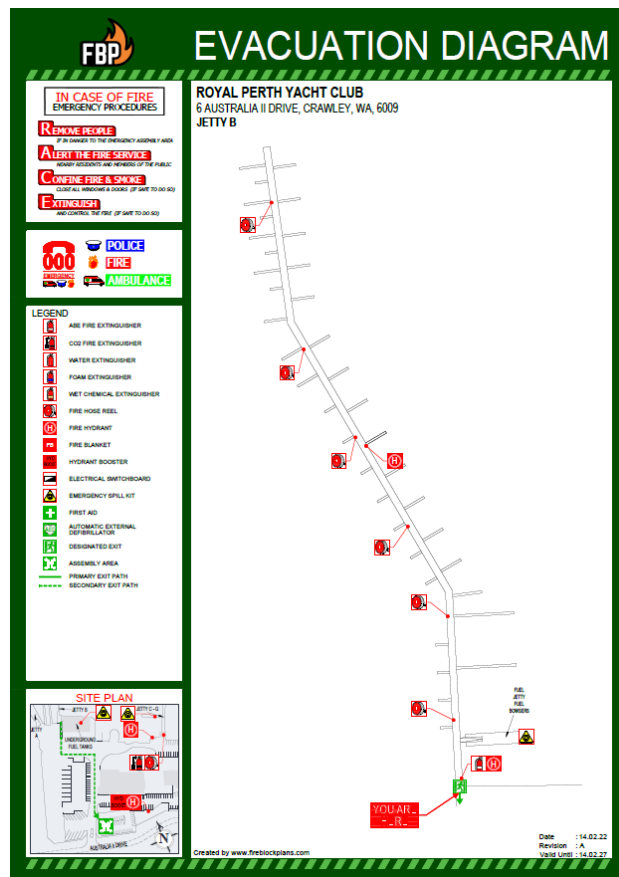 FBP
EVACUATION DIAGRAM
IN CASE OF FIRE
EMERGENCY PROCEDURES
REMOVE PEOPLE
IF IN DANGER TO THE EMERGENCY ASSEMBLY AREA
ALERT THE FIRE SERVICE
NEARBY RESIDENTS AND MEMBERS OF THE PUBLIC
CONFINE FIRE & SMOKE
CLOSE ALL WINDOWS & DOORS (IF SAFE TO DO SO)
EXTINGUISH
AND CONTROL THE FIRE (IF SAFE TO DO SO)
000
EMERGENCY
POLICE
FIRE
AMBULANCE
LEGEND
ABE FIRE EXTINGUISHER
CO2 FIRE EXTINGUISHER
WATER EXTINGUISHER
FOAM EXTINGUISHER
WET CHEMICAL EXTINGUISHER
FIRE HOSE REEL
H
FIRE HYDRANT
FB
FIRE BLANKET
HYDRANT BOOSTER
ELECTRICAL SWITCHBOARD
EMERGENCY SPILL KIT
FIRST AID
AUTOMATIC EXTERNAL
DEFIBRILLATOR
DESIGNATED EXIT
ASSEMBLY AREA
PRIMARY EXIT PATH
SECONDARY EXIT PATH
SITE PLAN
JETTY B
JETTY C-G
JETTY
A
H
UNDERGROUND
FUEL TANKS
H
AUSTRALIA II DRIVE
N
ROYAL PERTH YACHT CLUB
6 AUSTRALIA II DRIVE, CRAWLEY, WA, 6009
JETTY B
H
FUEL
JETTY
FUEL
BOWSERS
H
YOU AR
Created by www.fireblockplans.com
Date : 14.02.22
Revision : A
Valid Until : 14.02.27